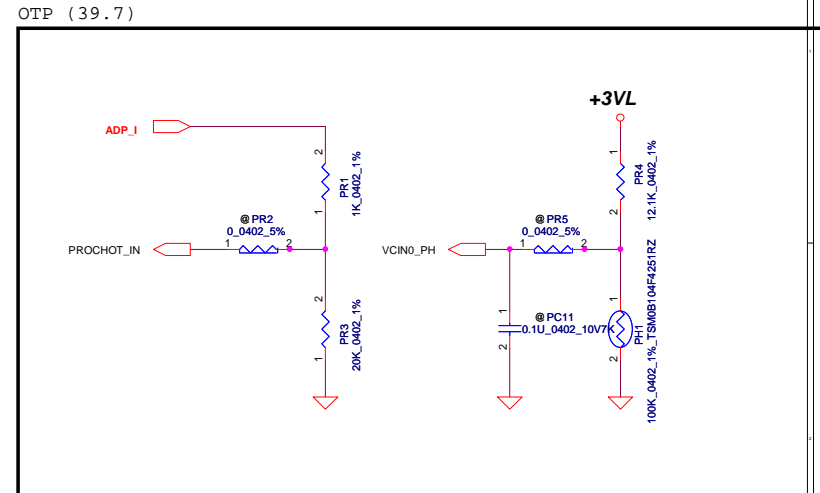 OTP (39.7)
+3VL
ADP_I
2
PR1
1K_0402_1%
1
1
PR4
12.1K_0402_1%
2
@ PR2
0_0402_5%
PROCHOT_IN
1
2
@ PR5
0_0402_5%
VCIN0_PH
1
2
2
PR3
20K_0402_1%
1
1
@ PC11
0.1U_0402_10V7K
2
1
PH1
100K_0402_1%_TSM0B104F4251RZ
2